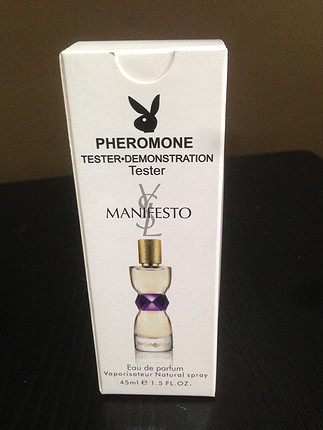 PHEROMONE
TESTER•DEMONSTRATION
Tester
YSL
MANIFESTO
Eau de parfum
Vaporisateur Natural spray
45ml e 1.5 FL.OZ.